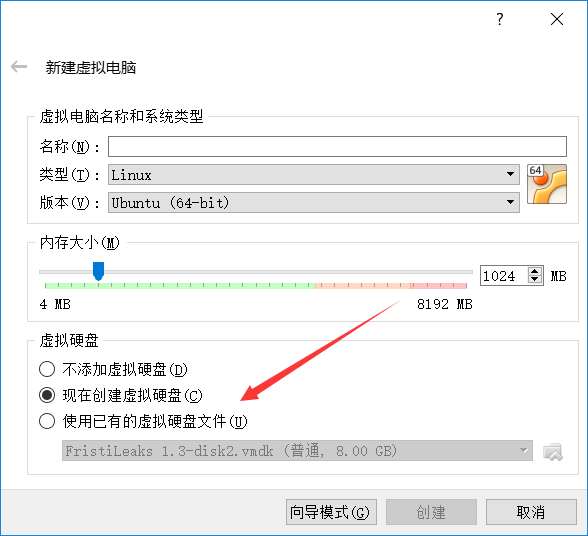 ?
新建虚拟电脑
虚拟电脑名称和系统类型
名称(N)：
类型(T)： Linux
64
版本(V)： Ubuntu (64-bit)
内存大小(M)
1024 MB
4 MB 8192 MB
虚拟硬盘
不添加虚拟硬盘(D)
现在创建虚拟硬盘(C)
使用已有的虚拟硬盘文件(U)
FristiLeaks 1.3-disk2.vmdk (普通, 8.00 GB)
向导模式(G) 创建 取消